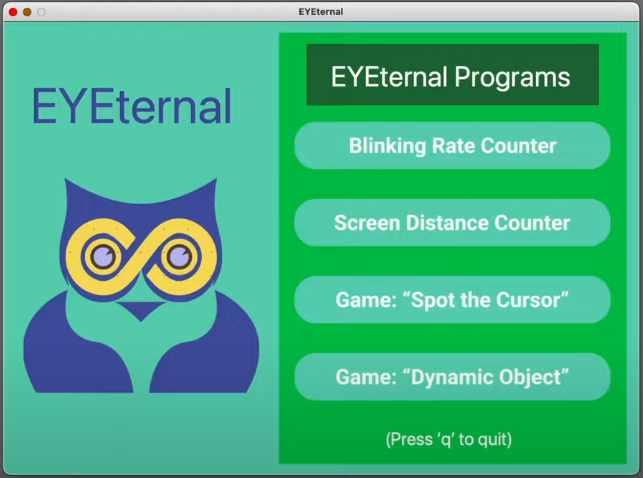 EYEternal
EYEternal
EYEternal Programs
Blinking Rate Counter
Screen Distance Counter
Game: “Spot the Cursor”
Game: “Dynamic Object”
(Press ‘q’ to quit)